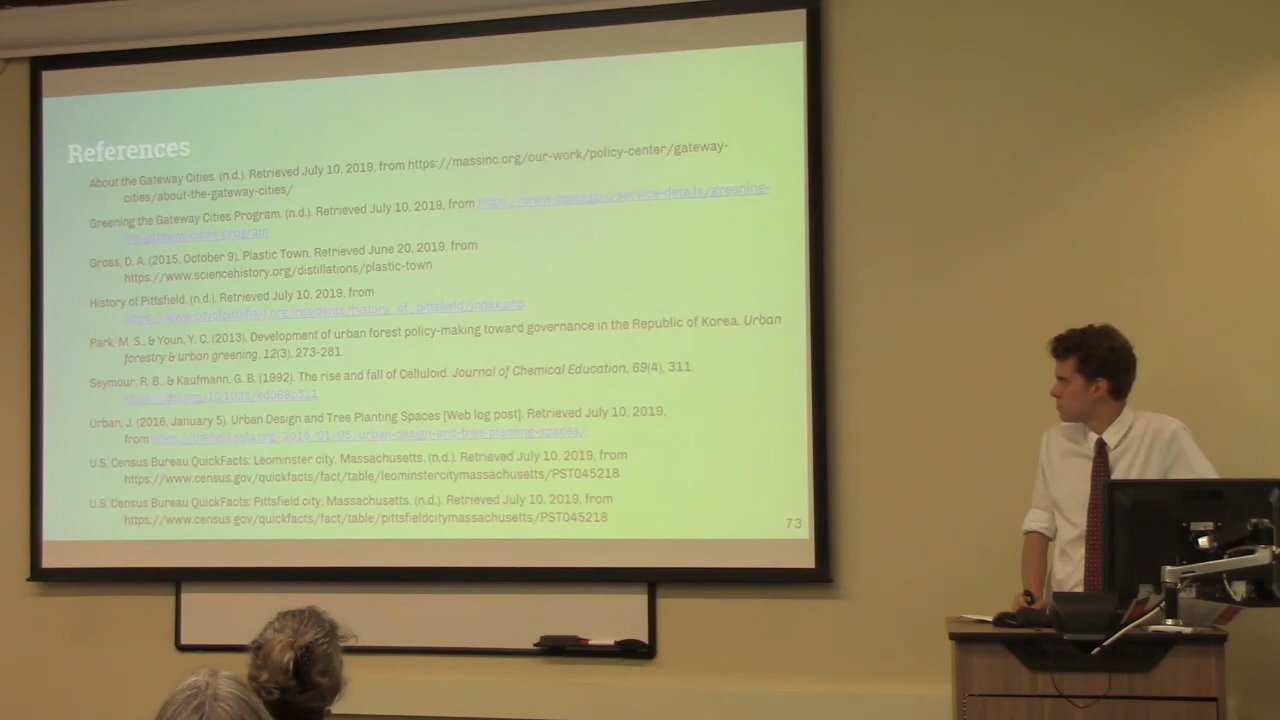 References
About the Gateway Cities. (n.d.). Retrieved July 10, 2019, from https://massinc.org/our-work/policy-center/gateway-
cities/about-the-gateway-cities/
Greening the Gateway Cities Program. (n.d.). Retrieved July 10, 2019, from https://www.mass.gov/service-details/greening-
the-gateway-cities-program
Gross, D. A. (2015, October 9). Plastic Town. Retrieved June 20, 2019, from
https://www.sciencehistory.org/distillations/plastic-town
History of Pittsfield. (n.d.). Retrieved July 10, 2019, from
https://www.cityofpittsfield.org/residents/history_of_pittsfield/index.php
Park, M. S., & Youn, Y. C. (2013). Development of urban forest policy-making toward governance in the Republic of Korea. Urban
forestry & urban greening, 12(3), 273-281.
Seymour, R. B., & Kaufmann, G. B. (1992). The rise and fall of Celluloid. Journal of Chemical Education, 69(4), 311.
https://doi.org/10.1021/ed069p311
Urban, J. (2016, January 5). Urban Design and Tree Planting Spaces [Web log post]. Retrieved July 10, 2019,
from https://thefield.asla.org/2016/01/05/urban-design-and-tree-planting-spaces/
U.S. Census Bureau QuickFacts: Leominster city, Massachusetts. (n.d.). Retrieved July 10, 2019, from
https://www.census.gov/quickfacts/fact/table/leominstercitymassachusetts/PST045218
U.S. Census Bureau QuickFacts: Pittsfield city, Massachusetts. (n.d.). Retrieved July 10, 2019, from
https://www.census.gov/quickfacts/fact/table/pittsfieldcitymassachusetts/PST045218
73